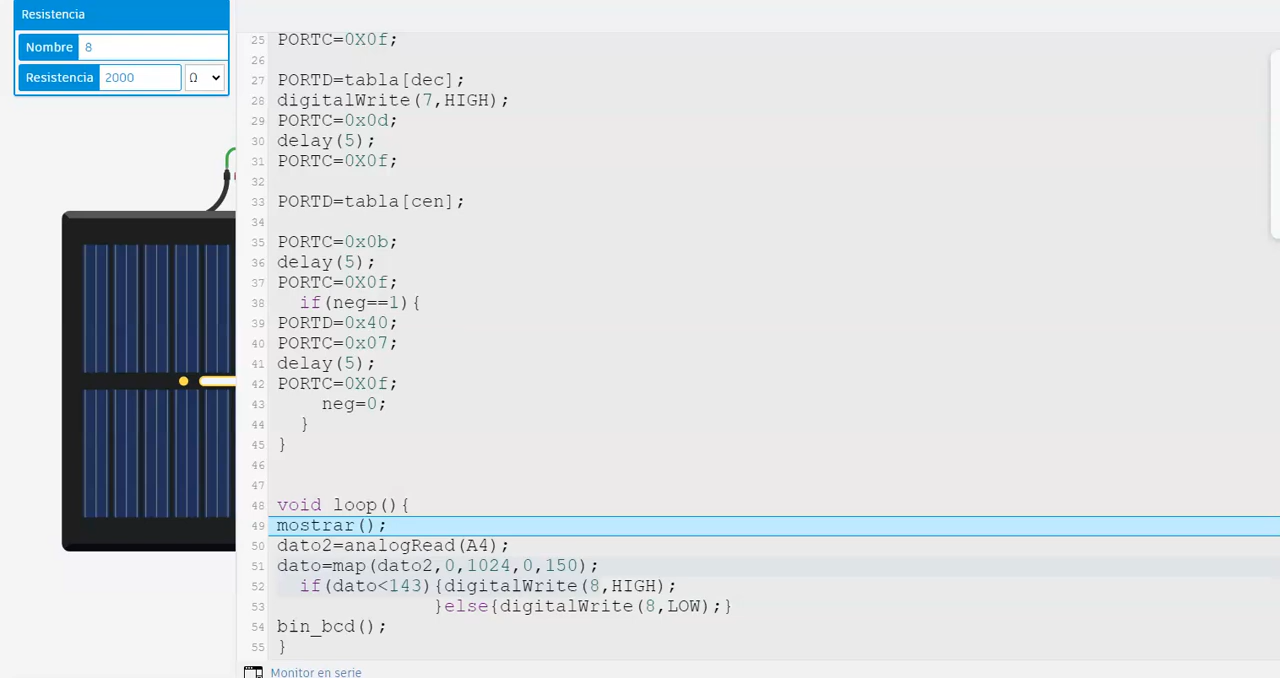 Resistencia
Nombre 8
Resistencia 2000 Ω
25 PORTC=0X0f;
26
27 PORTD=tabla[dec];
28 digitalWrite(7,HIGH);
29 PORTC=0x0d;
30 delay(5);
31 PORTC=0X0f;
32
33 PORTD=tabla[cen];
34
35 PORTC=0x0b;
36 delay(5);
37 PORTC=0X0f;
38 if(neg==1){
39 PORTD=0x40;
40 PORTC=0x07;
41 delay(5);
42 PORTC=0X0f;
43 neg=0;
44 }
45 }
46
47
48 void loop(){
49 mostrar();
50 dato2=analogRead(A4);
51 dato=map(dato2,0,1024,0,150);
52 if(dato<143){digitalWrite(8,HIGH);
53 }else{digitalWrite(8,LOW);}
54 bin_bcd();
55 }
Monitor en serie